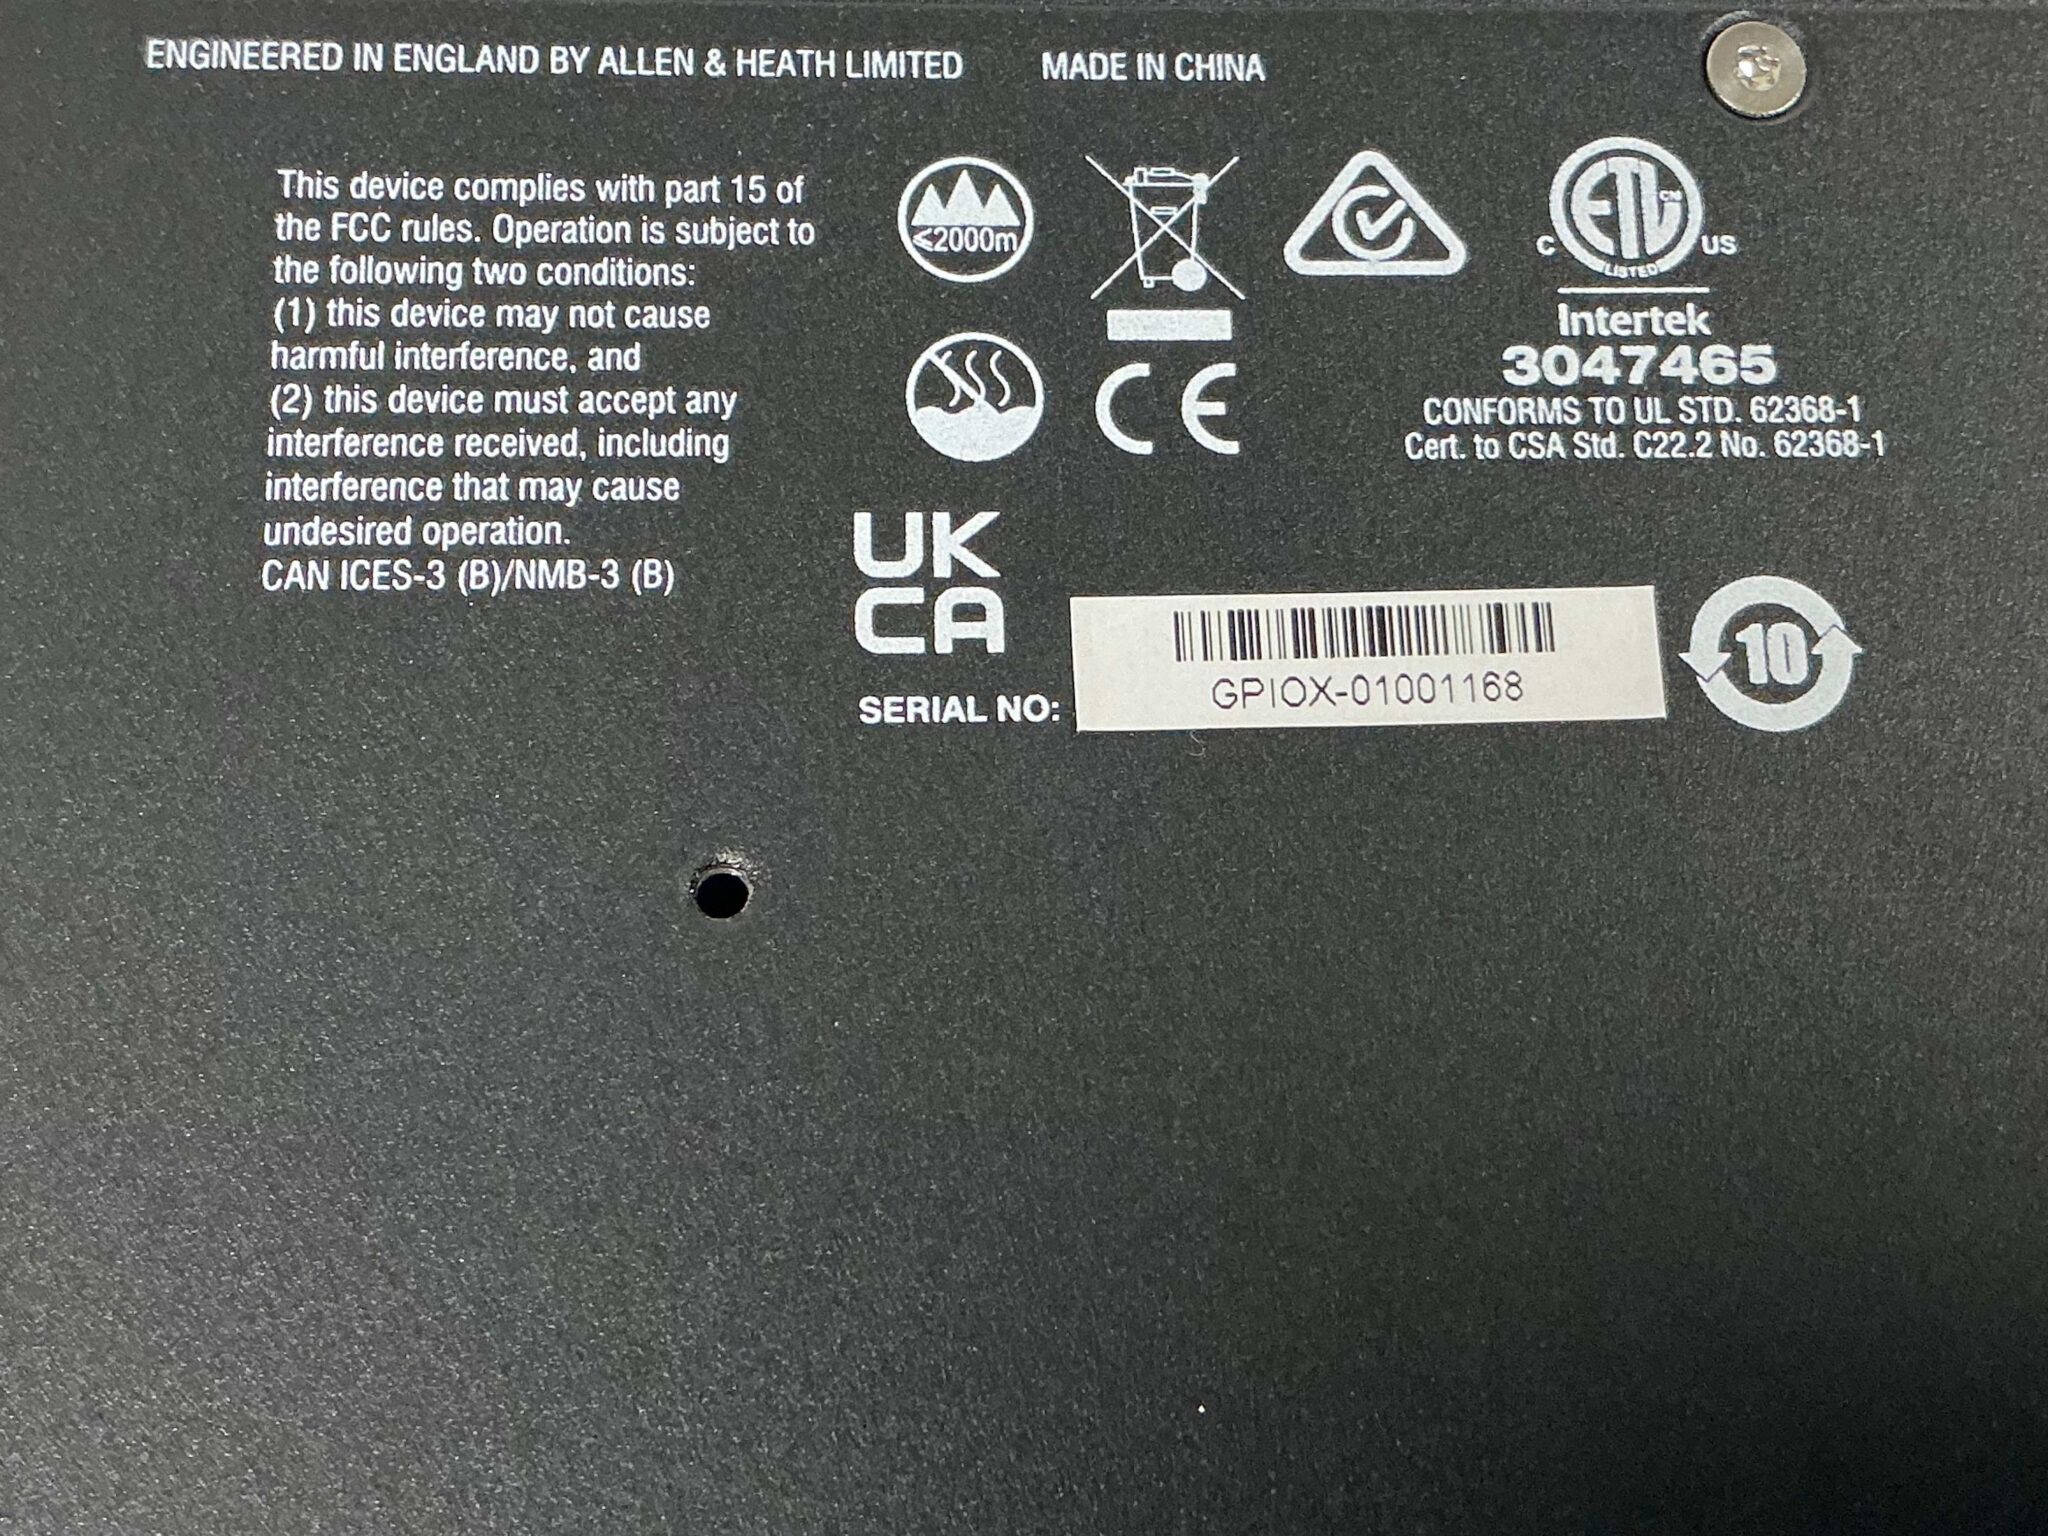 ENGINEERED IN ENGLAND BY ALLEN & HEATH LIMITED MADE IN CHINA
This device complies with part 15 of
the FCC rules. Operation is subject to
the following two conditions:
(1) this device may not cause
harmful interference, and
(2) this device must accept any
interference received, including
interference that may cause
undesired operation.
CAN ICES-3 (B)/NMB-3 (B)
≤2000m
CE
UK
CA
ETL CM
C US
LISTED
Intertek
3047465
CONFORMS TO UL STD. 62368-1
Cert. to CSA Std. C22.2 No. 62368-1
SERIAL NO:
GPIOX-01001168
10